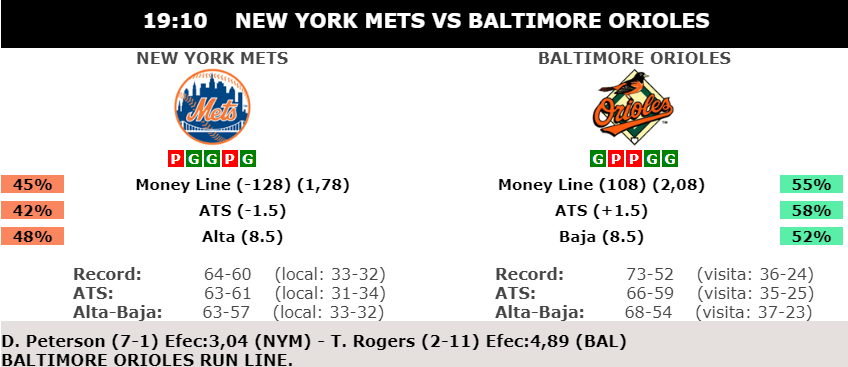 19:10 NEW YORK METS VS BALTIMORE ORIOLES
NEW YORK METS BALTIMORE ORIOLES
Mets Orioles
P G G P G G P P G G
45% Money Line (-128) (1,78) Money Line (108) (2,08) 55%
42% ATS (-1.5) ATS (+1.5) 58%
48% Alta (8.5) Baja (8.5) 52%
Record: 64-60 (local: 33-32) Record: 73-52 (visita: 36-24)
ATS: 63-61 (local: 31-34) ATS: 66-59 (visita: 35-25)
Alta-Baja: 63-57 (local: 33-32) Alta-Baja: 68-54 (visita: 37-23)
D. Peterson (7-1) Efec:3,04 (NYM) - T. Rogers (2-11) Efec:4,89 (BAL)
BALTIMORE ORIOLES RUN LINE.